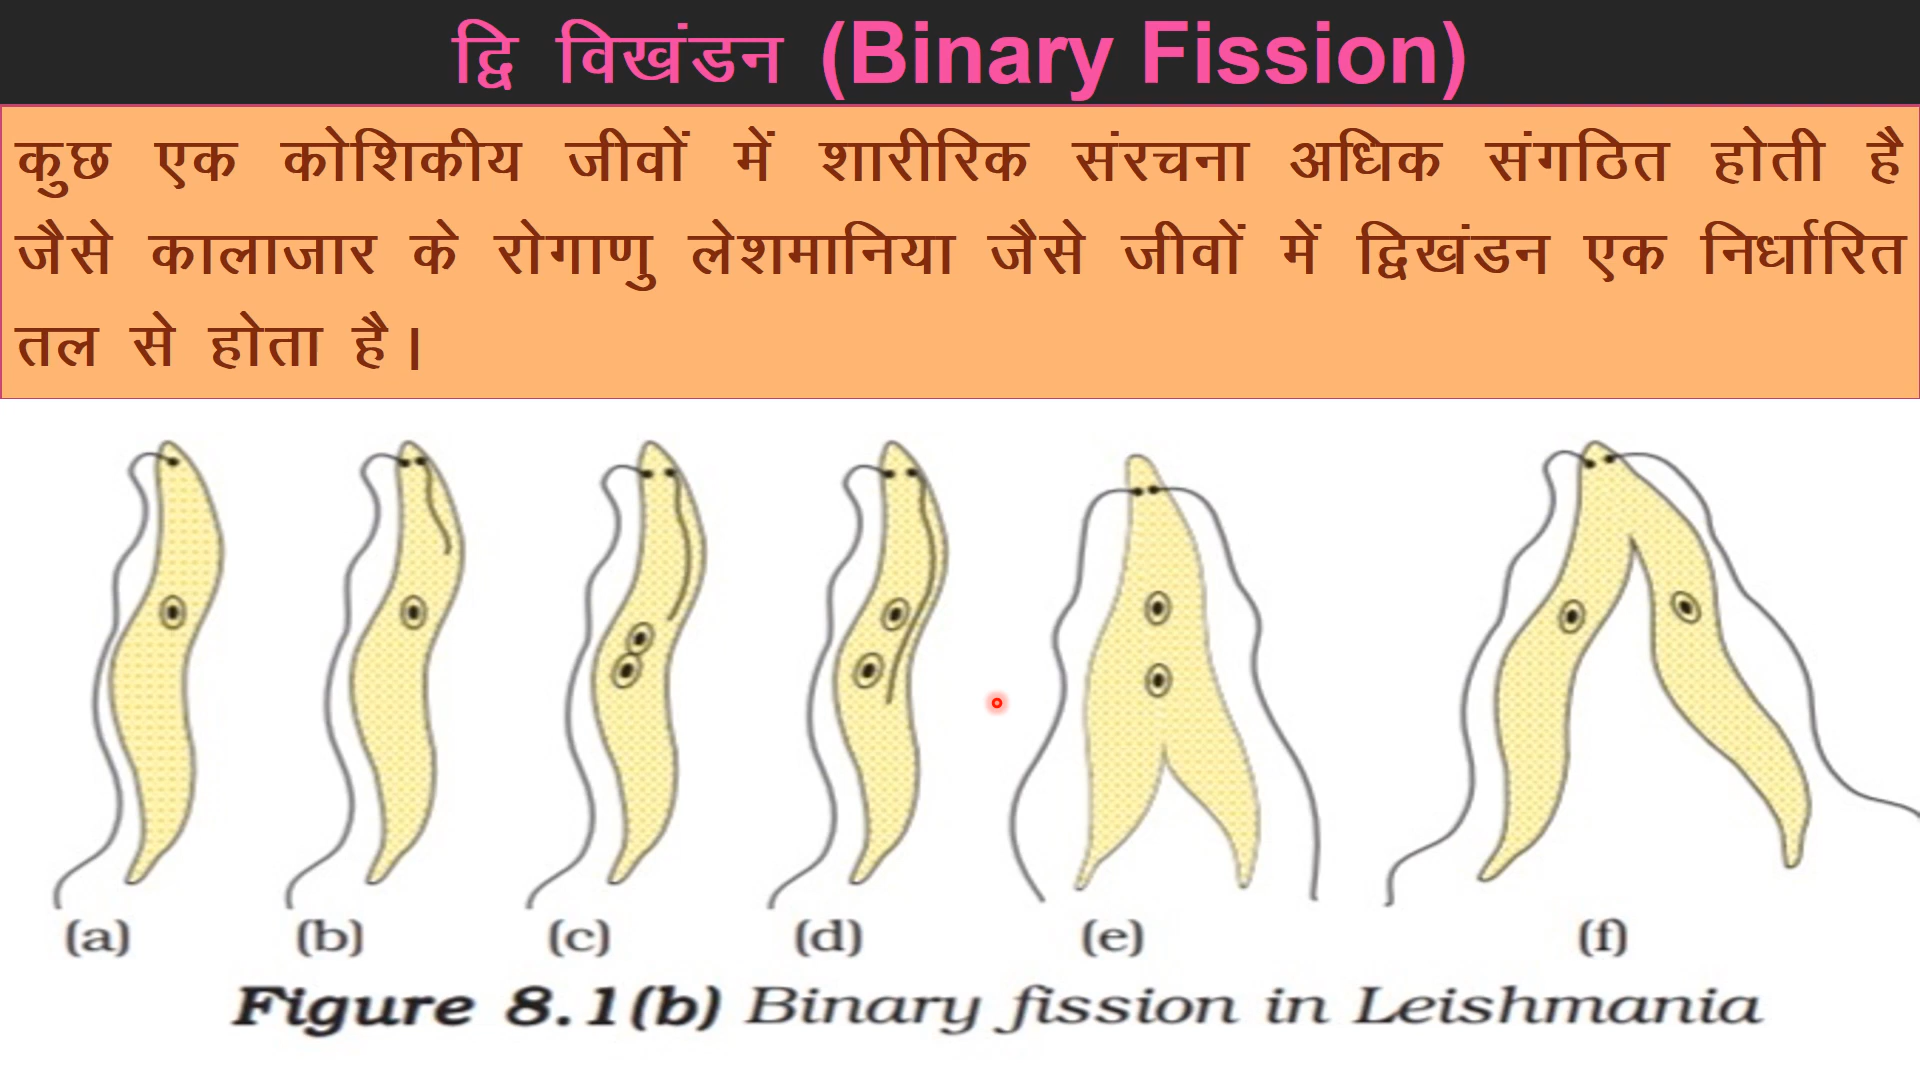 द्वि विखंडन (Binary Fission)
कुछ एक कोशिकीय जीवों में शारीरिक संरचना अधिक संगठित होती है
जैसे कालाजार के रोगाणु लेशमानिया जैसे जीवों में द्विखंडन एक निर्धारित
तल से होता है।
(a) (b) (c) (d) (e) (f)
Figure 8.1(b) Binary fission in Leishmania